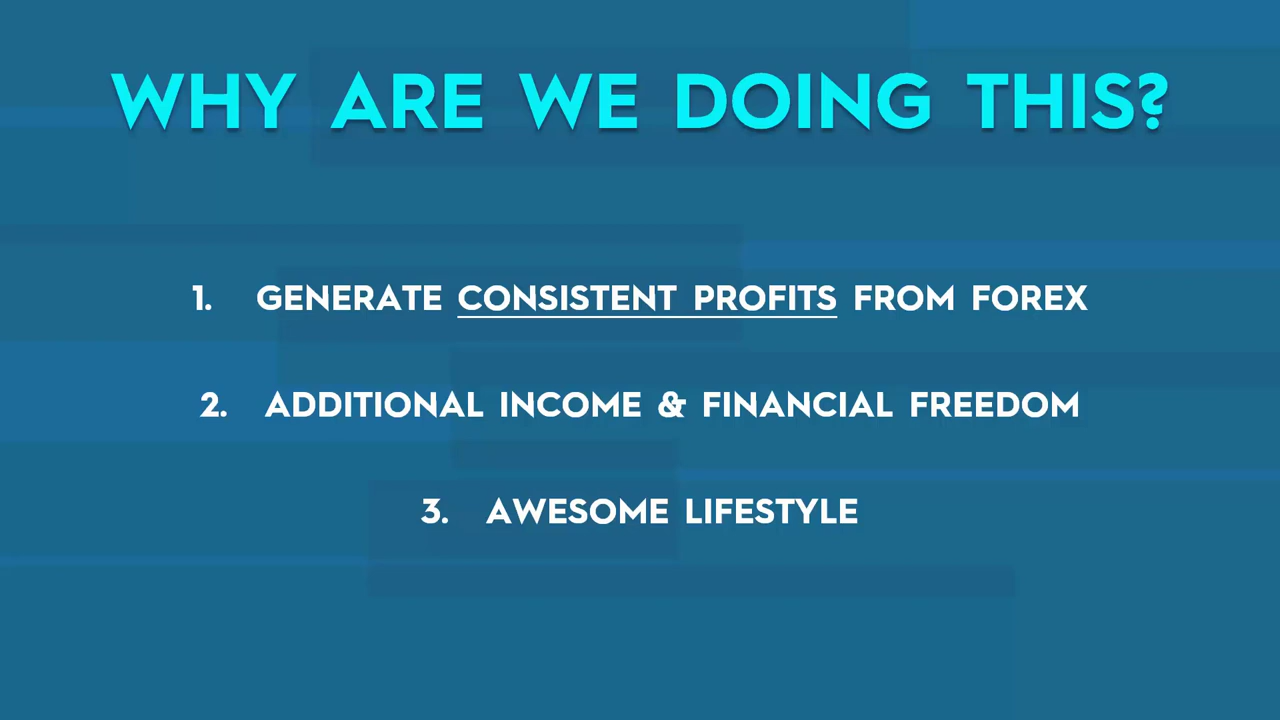 WHY ARE WE DOING THIS?
1. GENERATE CONSISTENT PROFITS FROM FOREX
2. ADDITIONAL INCOME & FINANCIAL FREEDOM
3. AWESOME LIFESTYLE